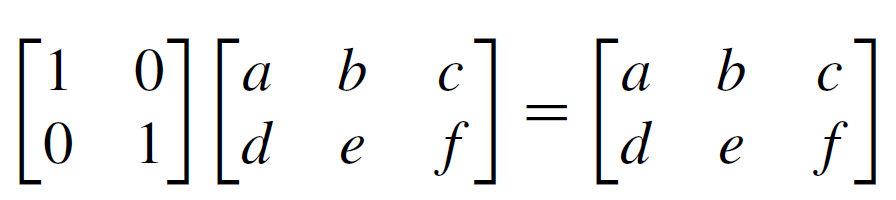 [1 0] [a b c] = [a b c]
[0 1] [d e f] [d e f]